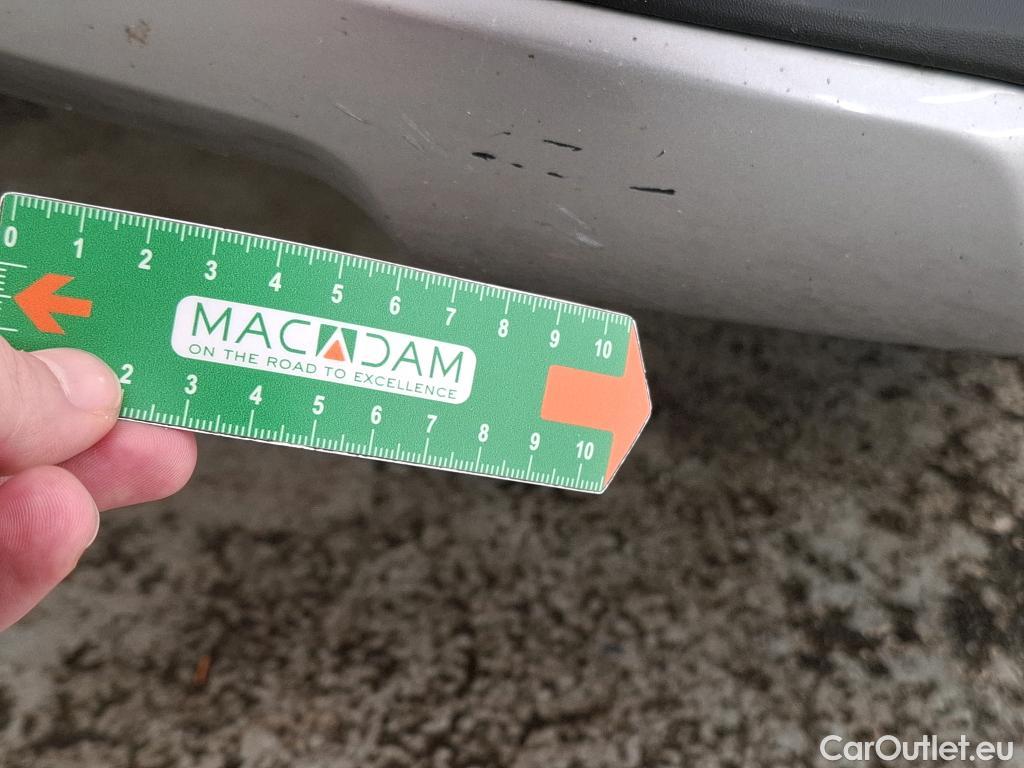 0 1 2 3 4 5 6 7 8 9 10
MACADAM
ON THE ROAD TO EXCELLENCE
2 3 4 5 6 7 8 9 10
CarOutlet.eu